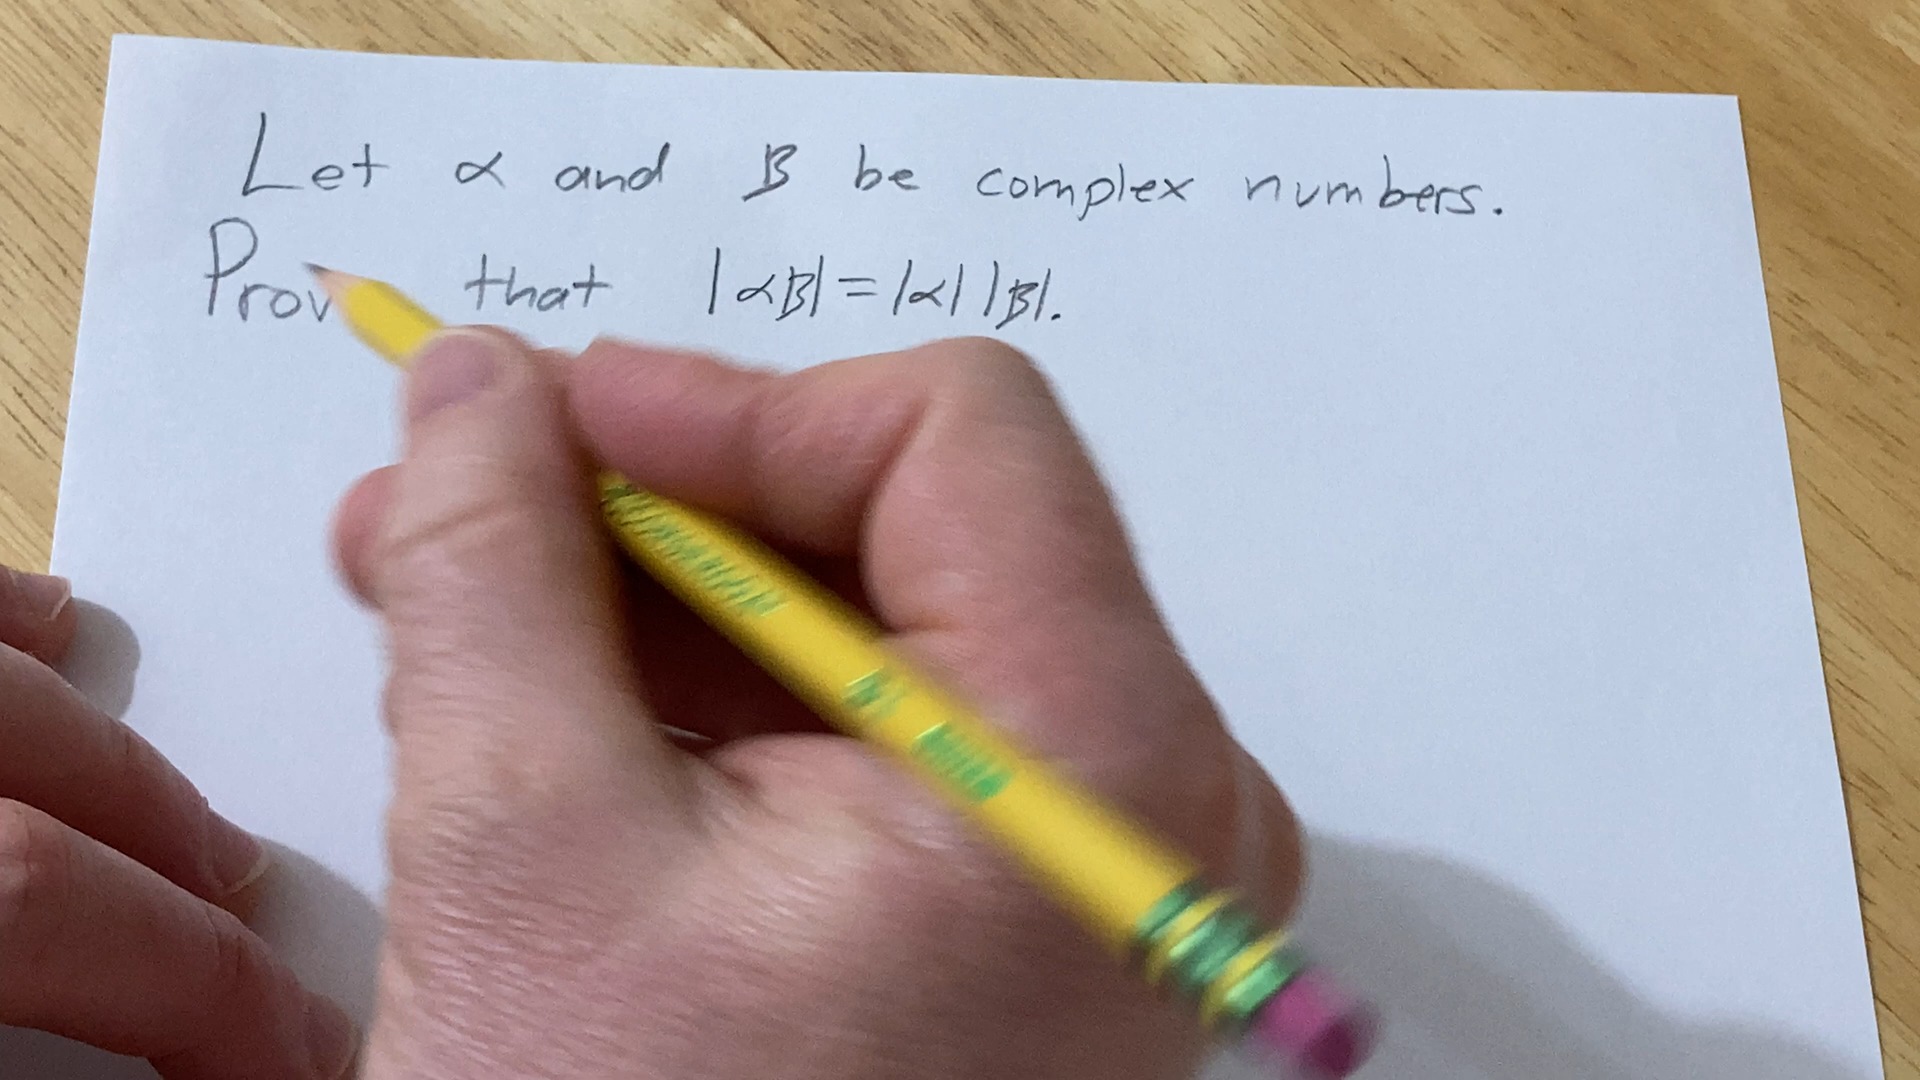 Let α and β be complex numbers.
Prov that |αβ| = |α| |β|.